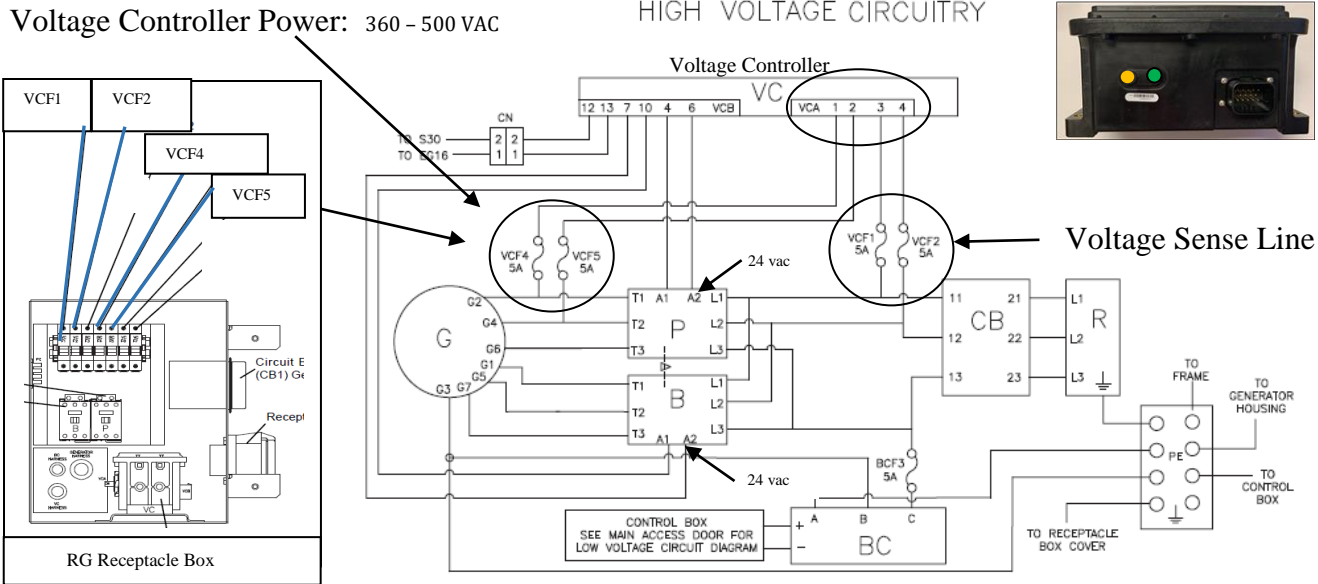 Voltage Controller Power: 360 – 500 VAC
HIGH VOLTAGE CIRCUITRY
Voltage Controller
VC
12 13 7 10 4 6 VCB
VCA 1 2 3 4
CN
2 2
1 1
TO S30
TO EG16
VCF1
VCF2
VCF4
VCF5
VCF4
5A
VCF5
5A
VCF1
5A
VCF2
5A
Voltage Sense Line
24 vac
G
G2
G4
G6
G1
G5
G7
G3
T1 A1 A2 L1
T2 P L2
T3 L3
T1 L1
T2 B L2
T3 L3
A1 A2
24 vac
11 21
CB
12 22
13 23
L1
R
L2
L3
BCF3
5A
A B C
BC
+
−
CONTROL BOX
SEE MAIN ACCESS DOOR FOR
LOW VOLTAGE CIRCUIT DIAGRAM
TO
FRAME
TO
GENERATOR
HOUSING
PE
TO
CONTROL
BOX
TO RECEPTACLE
BOX COVER
Circuit E
(CB1) Ge
Recept
B P
VC
RG Receptacle Box